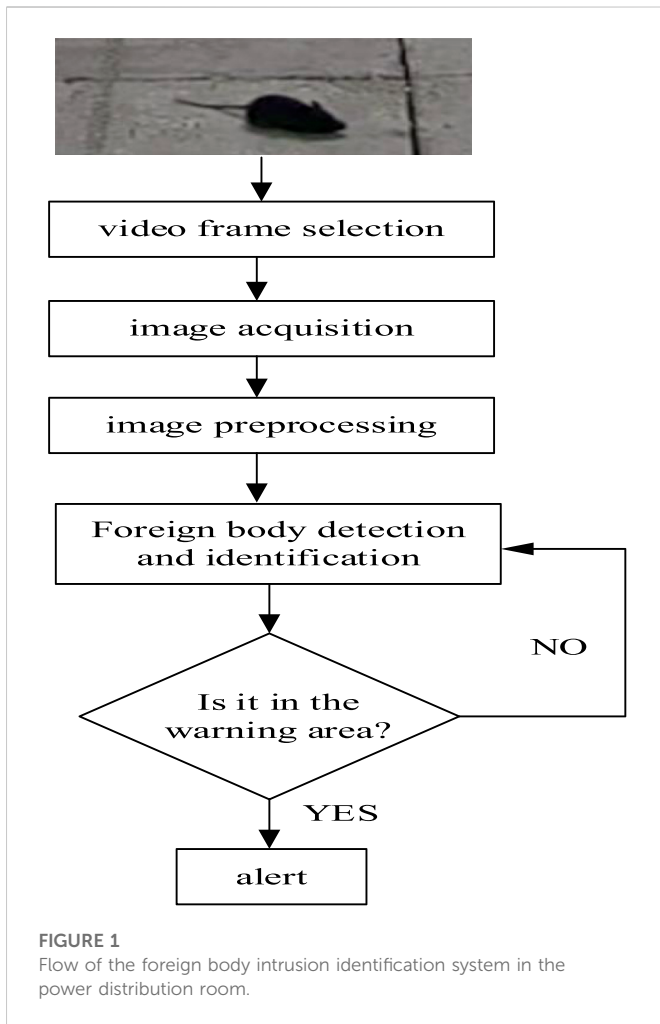 video frame selection
image acquisition
image preprocessing
Foreign body detection
and identification
NO
Is it in the
warning area?
YES
alert
FIGURE 1
Flow of the foreign body intrusion identification system in the
power distribution room.